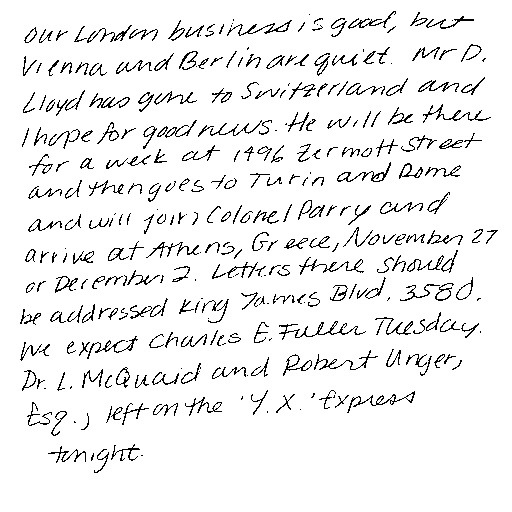 our London business is good, but
Vienna and Berlin are quiet. Mr D.
Lloyd has gone to Switzerland and
I hope for good news. He will be there
for a week at 1496 Zermott Street
and then goes to Turin and Rome
and will join Colonel Parry and
arrive at Athens, Greece, November 27
or December 2. Letters there should
be addressed King James Blvd. 3580.
We expect Charles E. Fuller Tuesday.
Dr. L. McQuaid and Robert Unger,
Esq., left on the 'Y. X.' Express
tonight.